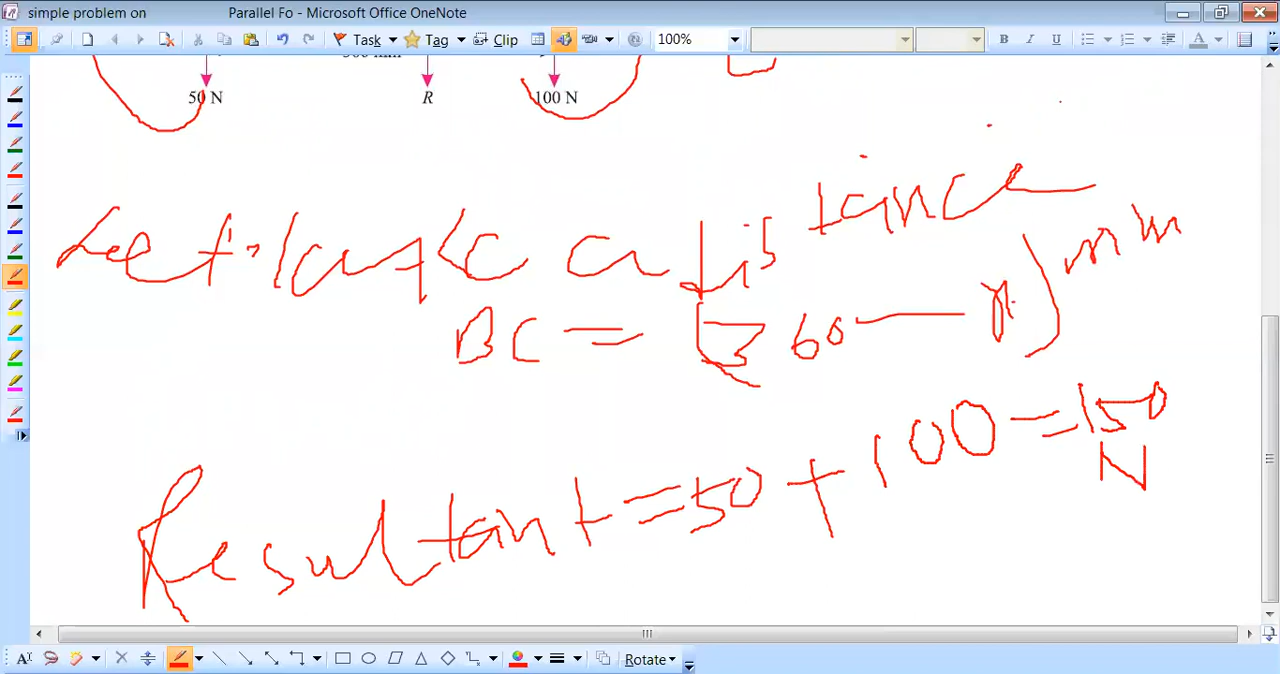 simple problem on Parallel Fo - Microsoft Office OneNote
Task Tag Clip 100% B I U A
50 N R 100 N
Let take a distance
BC = (360 - x) mm
Resultant = 50 + 100 = 150
N
A Rotate